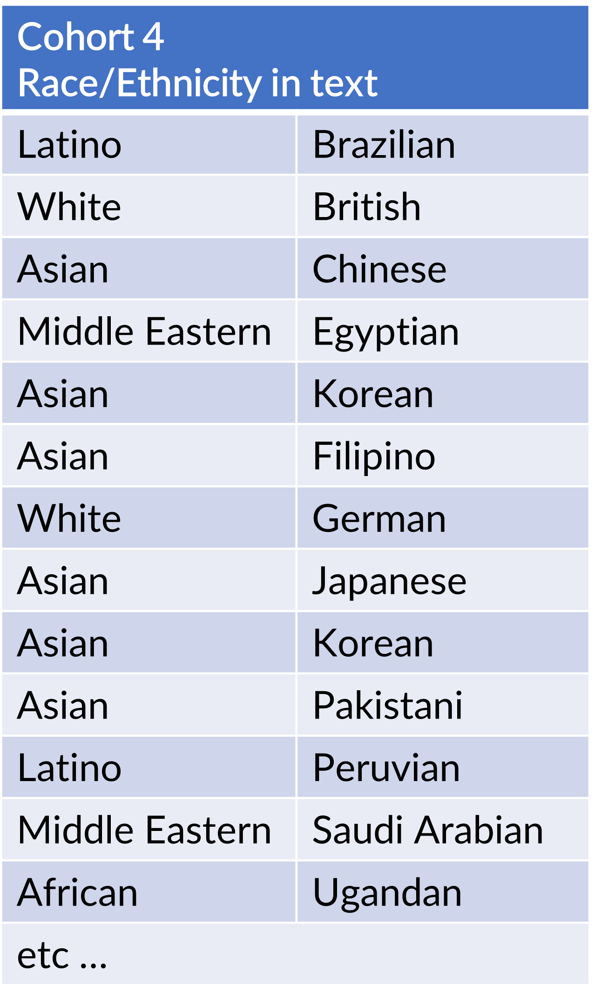 Cohort 4
Race/Ethnicity in text
Latino Brazilian
White British
Asian Chinese
Middle Eastern Egyptian
Asian Korean
Asian Filipino
White German
Asian Japanese
Asian Korean
Asian Pakistani
Latino Peruvian
Middle Eastern Saudi Arabian
African Ugandan
etc ...